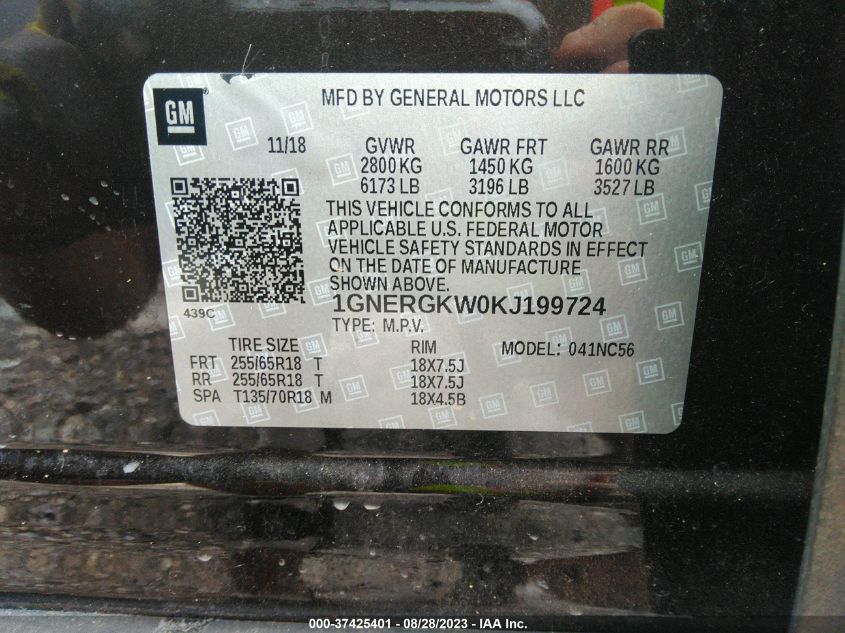 GM
MFD BY GENERAL MOTORS LLC
11/18 GVWR GAWR FRT GAWR RR
2800 KG 1450 KG 1600 KG
6173 LB 3196 LB 3527 LB
THIS VEHICLE CONFORMS TO ALL
APPLICABLE U.S. FEDERAL MOTOR
VEHICLE SAFETY STANDARDS IN EFFECT
ON THE DATE OF MANUFACTURE
SHOWN ABOVE.
439C
1GNERGKW0KJ199724
TYPE: M.P.V.
TIRE SIZE RIM MODEL: 041NC56
FRT 255/65R18 T 18X7.5J
RR 255/65R18 T 18X7.5J
SPA T135/70R18 M 18X4.5B
000-37425401 - 08/28/2023 - IAA Inc.